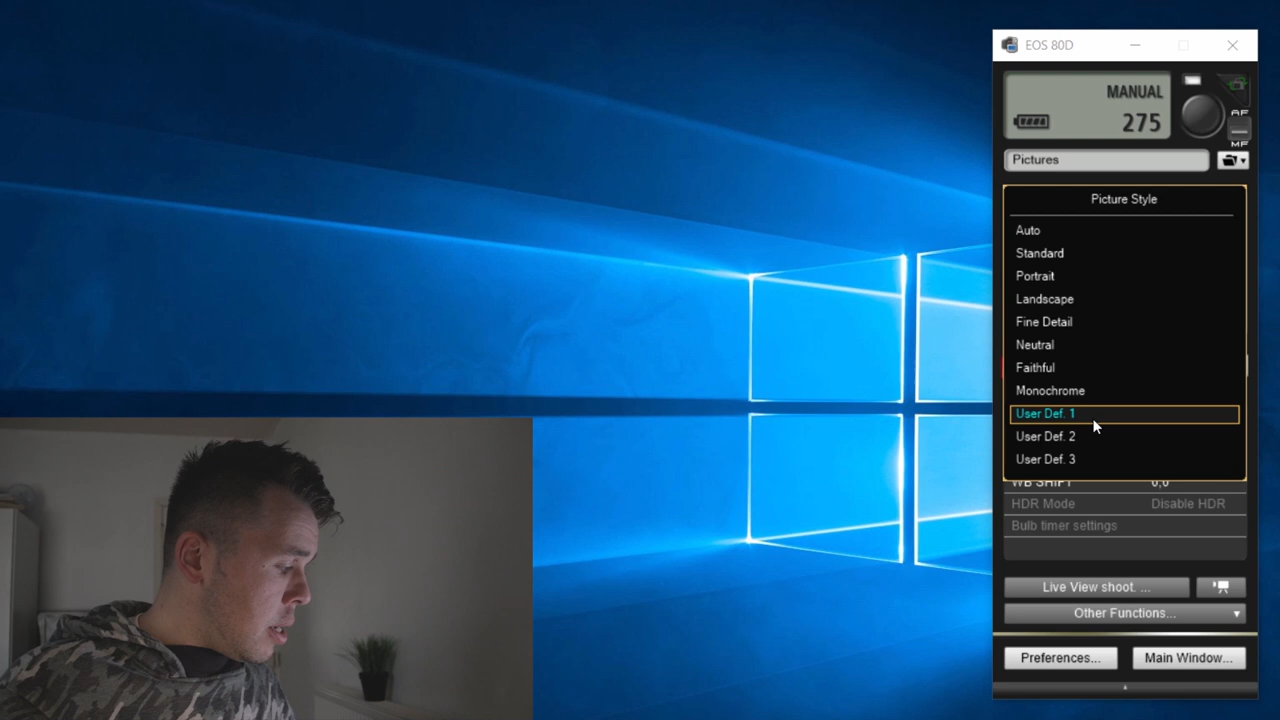 EOS 80D
MANUAL
275
AF
MF
Pictures
Picture Style
Auto
Standard
Portrait
Landscape
Fine Detail
Neutral
Faithful
Monochrome
User Def. 1
User Def. 2
User Def. 3
WB SHIFT 0,0
HDR Mode Disable HDR
Bulb timer settings
Live View shoot. ...
Other Functions...
Preferences... Main Window...